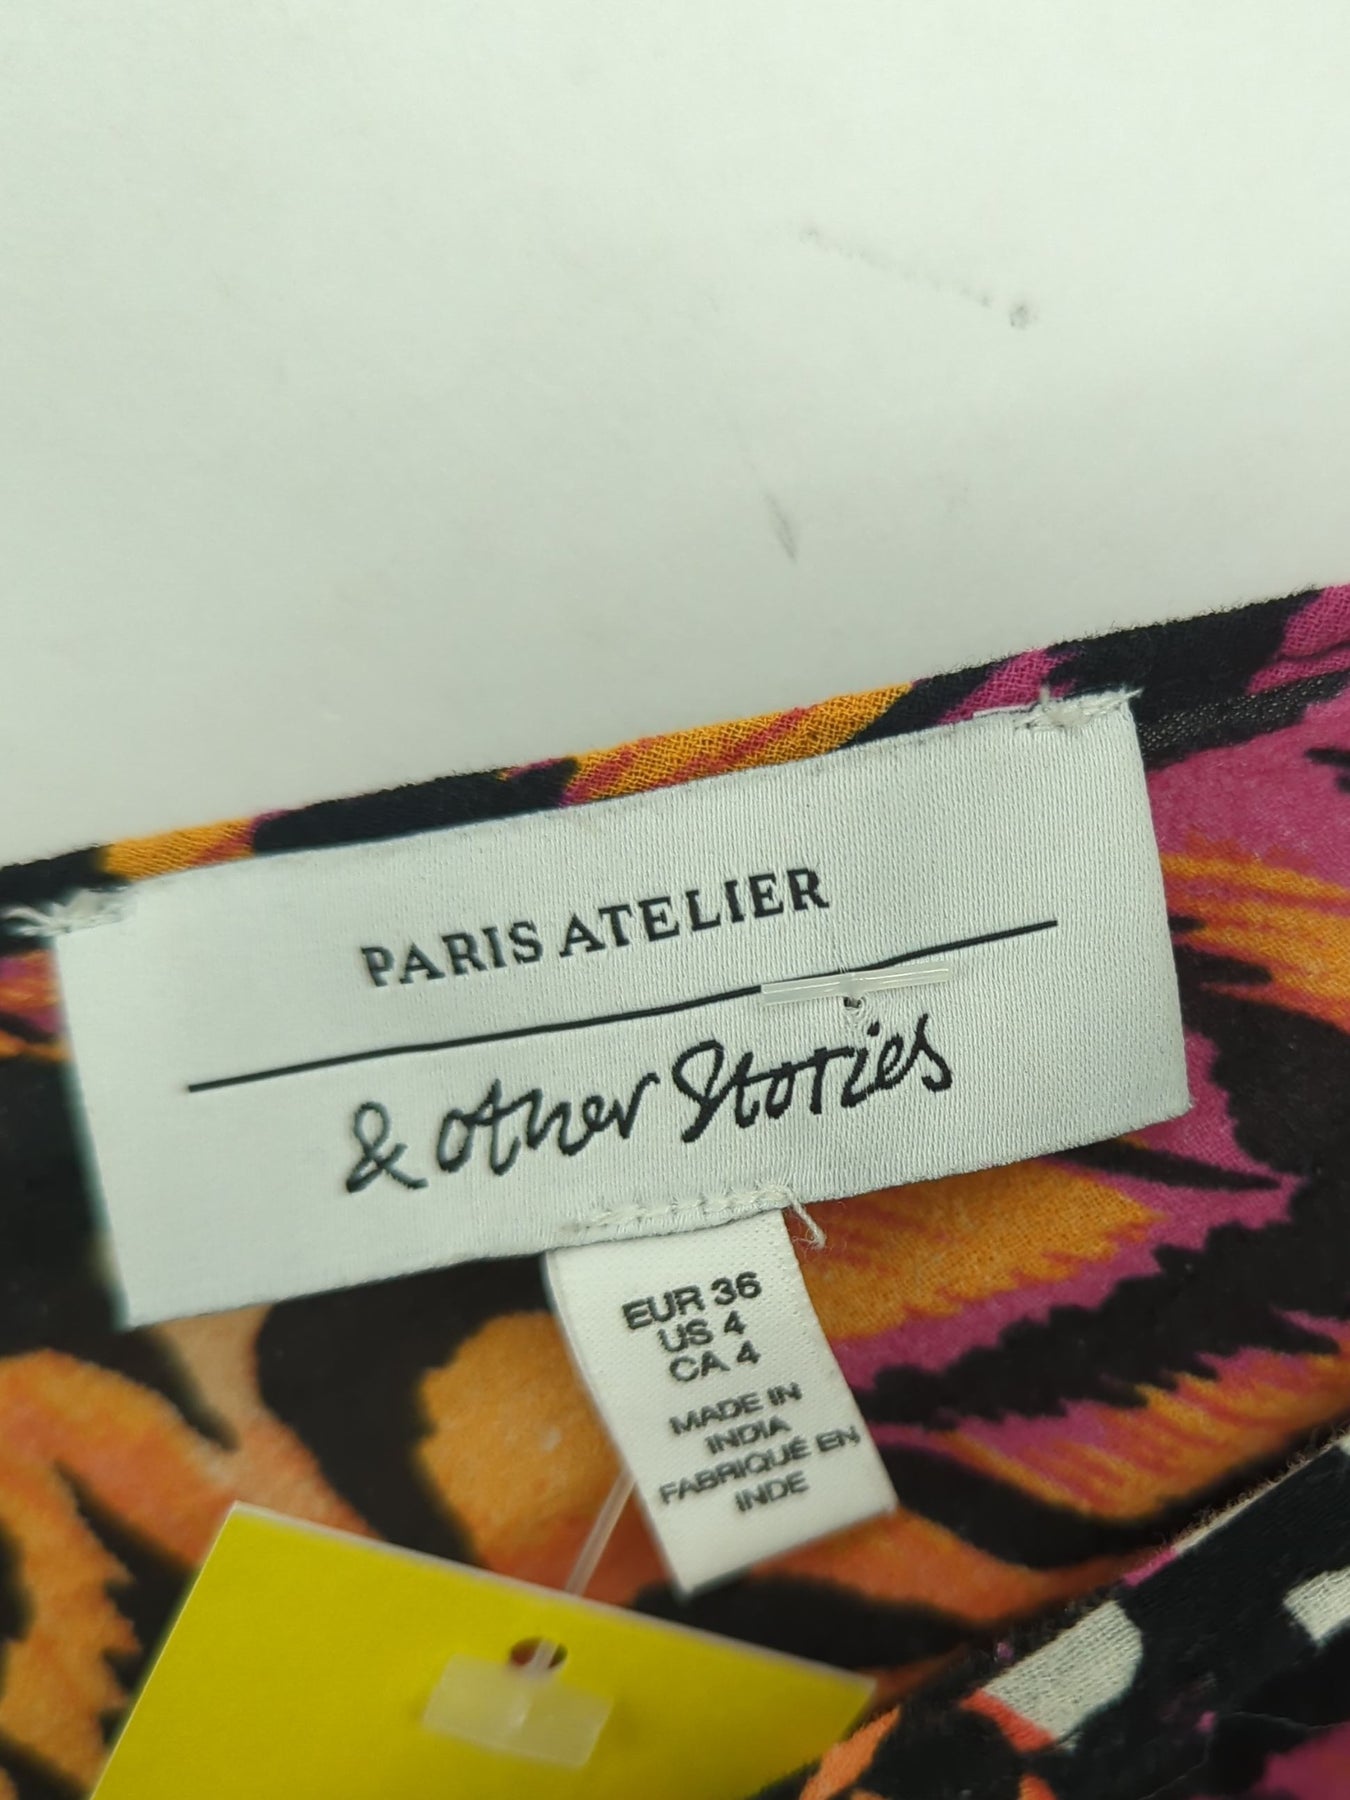 PARIS ATELIER
& other Stories
EUR 36
US 4
CA 4
MADE IN
INDIA
FABRIQUÉ EN
INDE